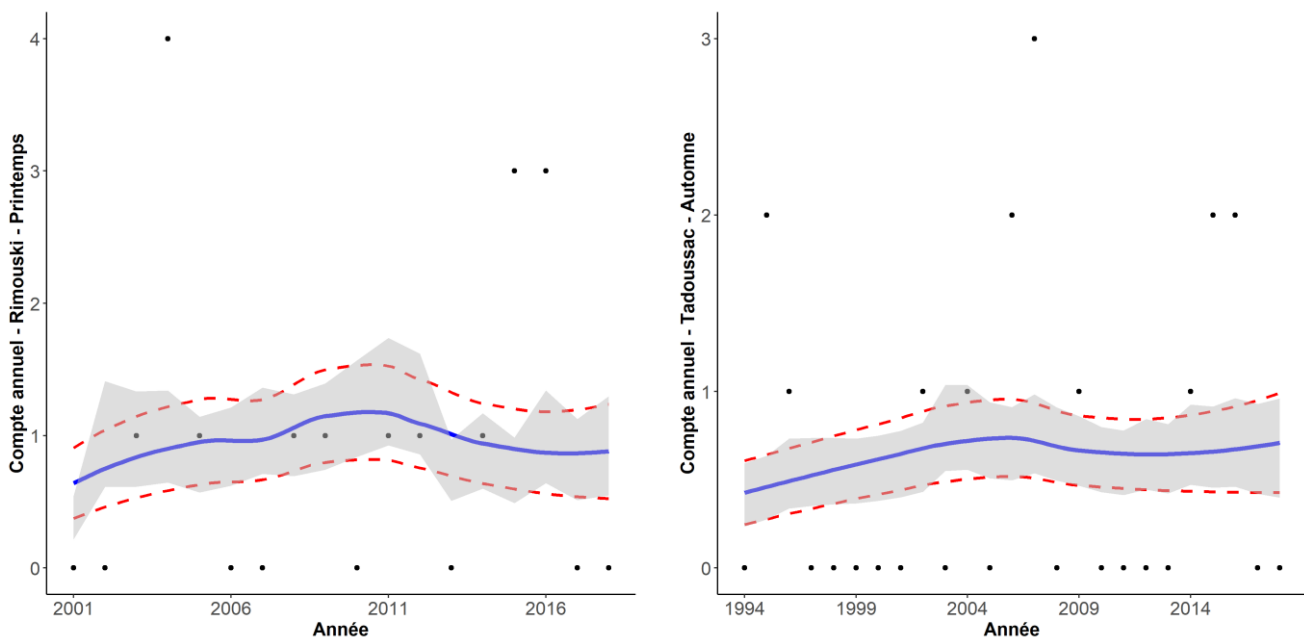 Compte annuel - Rimouski - Printemps
4
3
2
1
0
2001 2006 2011 2016
Année
Compte annuel - Tadoussac - Automne
3
2
1
0
1994 1999 2004 2009 2014
Année